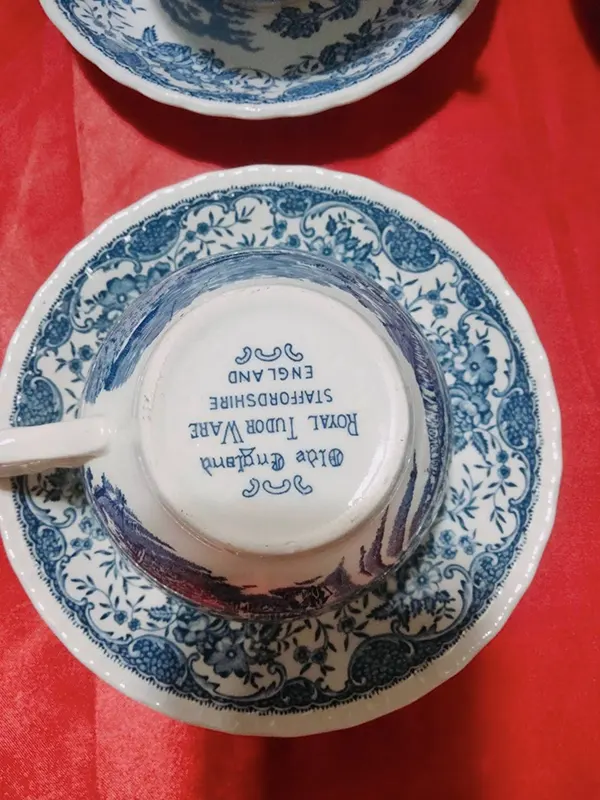 Olde England
ROYAL TUDOR WARE
STAFFORDSHIRE
ENGLAND